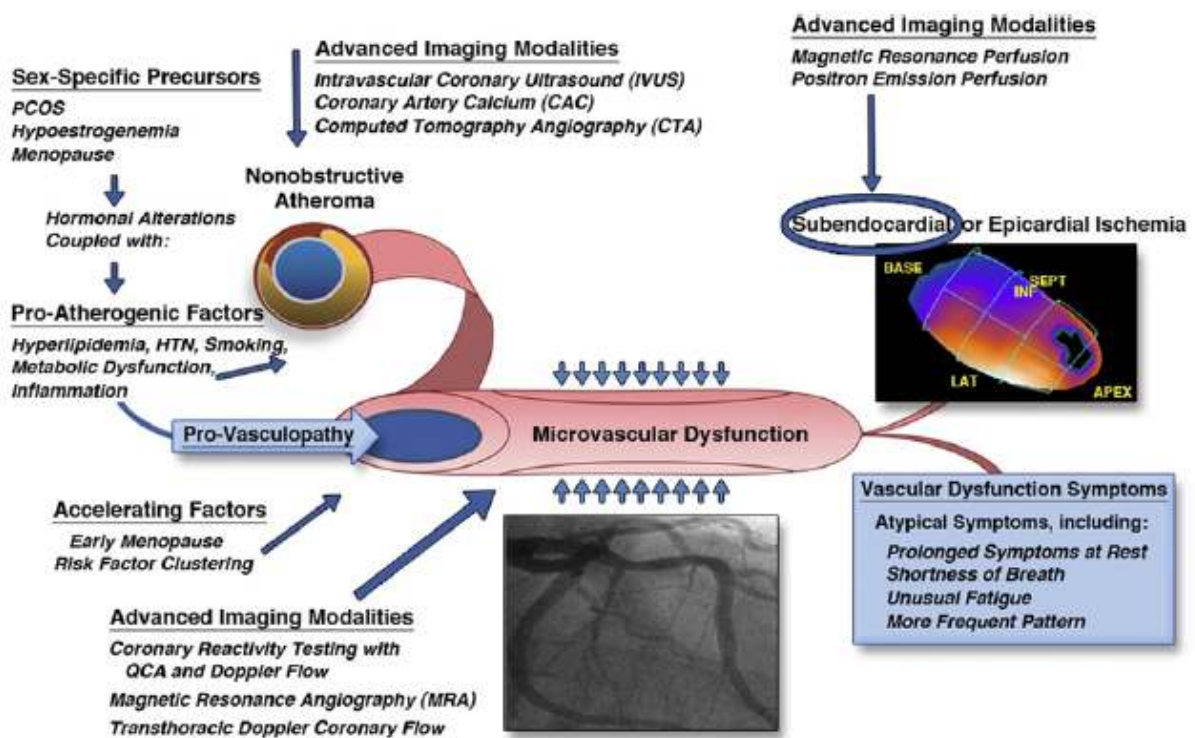 Sex-Specific Precursors
PCOS
Hypoestrogenemia
Menopause
Hormonal Alterations
Coupled with:
Pro-Atherogenic Factors
Hyperlipidemia, HTN, Smoking,
Metabolic Dysfunction,
Inflammation
Pro-Vasculopathy
Accelerating Factors
Early Menopause
Risk Factor Clustering
Advanced Imaging Modalities
Intravascular Coronary Ultrasound (IVUS)
Coronary Artery Calcium (CAC)
Computed Tomography Angiography (CTA)
Nonobstructive
Atheroma
Microvascular Dysfunction
Advanced Imaging Modalities
Coronary Reactivity Testing with
QCA and Doppler Flow
Magnetic Resonance Angiography (MRA)
Transthoracic Doppler Coronary Flow
Advanced Imaging Modalities
Magnetic Resonance Perfusion
Positron Emission Perfusion
Subendocardial or Epicardial Ischemia
BASE
SEPT
INF
LAT
APEX
Vascular Dysfunction Symptoms
Atypical Symptoms, including:
Prolonged Symptoms at Rest
Shortness of Breath
Unusual Fatigue
More Frequent Pattern